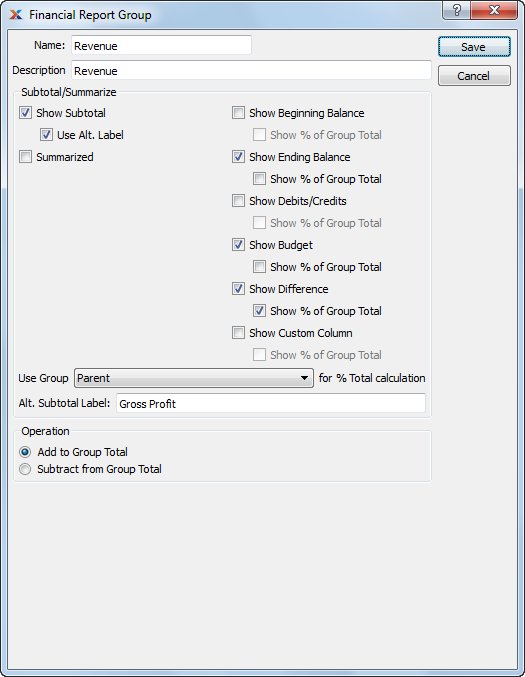 Financial Report Group
?
Name: Revenue
Save
Description Revenue
Cancel
Subtotal/Summarize
Show Subtotal
Use Alt. Label
Summarized
Show Beginning Balance
Show % of Group Total
Show Ending Balance
Show % of Group Total
Show Debits/Credits
Show % of Group Total
Show Budget
Show % of Group Total
Show Difference
Show % of Group Total
Show Custom Column
Show % of Group Total
Use Group Parent for % Total calculation
Alt. Subtotal Label: Gross Profit
Operation
Add to Group Total
Subtract from Group Total